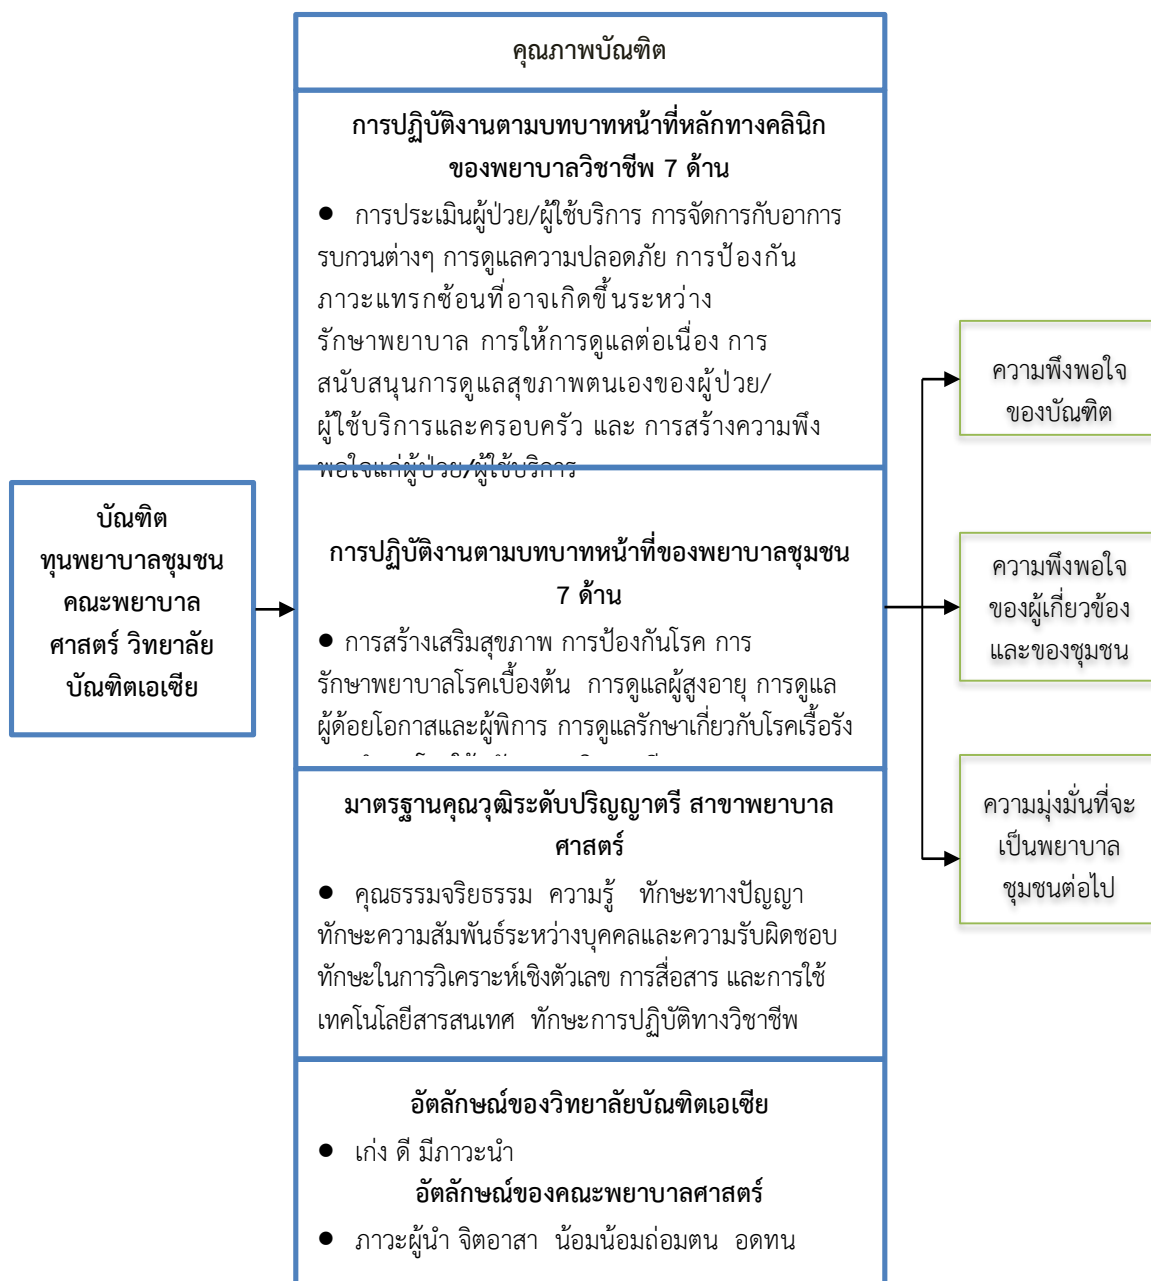 คุณภาพบัณฑิต
การปฏิบัติงานตามบทบาทหน้าที่หลักทางคลินิก
ของพยาบาลวิชาชีพ 7 ด้าน
● การประเมินผู้ป่วย/ผู้ใช้บริการ การจัดการกับอาการ
รบกวนต่างๆ การดูแลความปลอดภัย การป้องกัน
ภาวะแทรกซ้อนที่อาจเกิดขึ้นระหว่าง
รักษาพยาบาล การให้การดูแลต่อเนื่อง การ
สนับสนุนการดูแลสุขภาพตนเองของผู้ป่วย/
ผู้ใช้บริการและครอบครัว และ การสร้างความพึง
พอใจแก่ผู้ป่วย/ผู้ใช้บริการ
บัณฑิต
ทุนพยาบาลชุมชน
คณะพยาบาล
ศาสตร์ วิทยาลัย
บัณฑิตเอเซีย
การปฏิบัติงานตามบทบาทหน้าที่ของพยาบาลชุมชน
7 ด้าน
● การสร้างเสริมสุขภาพ การป้องกันโรค การ
รักษาพยาบาลโรคเบื้องต้น การดูแลผู้สูงอายุ การดูแล
ผู้ด้อยโอกาสและผู้พิการ การดูแลรักษาเกี่ยวกับโรคเรื้อรัง
มาตรฐานคุณวุฒิระดับปริญญาตรี สาขาพยาบาล
ศาสตร์
● คุณธรรมจริยธรรม ความรู้ ทักษะทางปัญญา
ทักษะความสัมพันธ์ระหว่างบุคคลและความรับผิดชอบ
ทักษะในการวิเคราะห์เชิงตัวเลข การสื่อสาร และการใช้
เทคโนโลยีสารสนเทศ ทักษะการปฏิบัติทางวิชาชีพ
อัตลักษณ์ของวิทยาลัยบัณฑิตเอเซีย
● เก่ง ดี มีภาวะนำ
อัตลักษณ์ของคณะพยาบาลศาสตร์
● ภาวะผู้นำ จิตอาสา น้อมน้อมถ่อมตน อดทน
ความพึงพอใจ
ของบัณฑิต
ความพึงพอใจ
ของผู้เกี่ยวข้อง
และของชุมชน
ความมุ่งมั่นที่จะ
เป็นพยาบาล
ชุมชนต่อไป